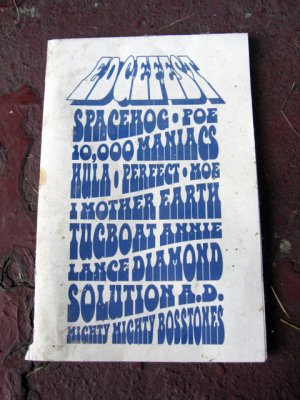 EDGEFEST
SPACEHOG • POE
10,000 MANIACS
HULA • PERFECT • MOE
I MOTHER EARTH
TUGBOAT ANNIE
LANCE DIAMOND
SOLUTION A.D.
MIGHTY MIGHTY BOSSTONES